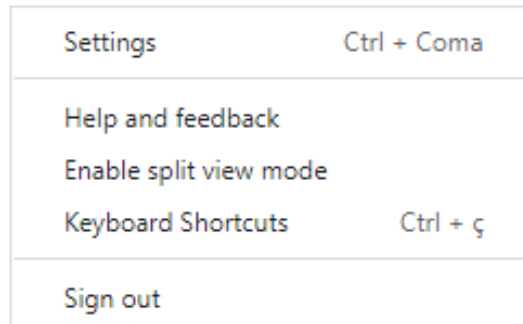 Settings Ctrl + Coma
Help and feedback
Enable split view mode
Keyboard Shortcuts Ctrl + ç
Sign out